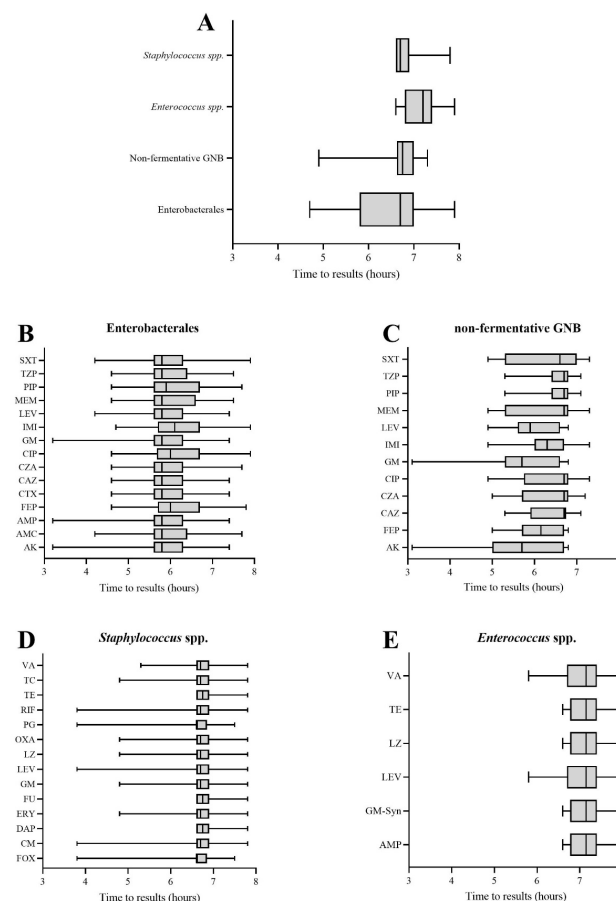 A
Staphylococcus spp.
Enterococcus spp.
Non-fermentative GNB
Enterobacterales
3 4 5 6 7 8
Time to results (hours)
B
Enterobacterales
SXT
TZP
PIP
MEM
LEV
IMI
GM
CIP
CZA
CAZ
CTX
FEP
AMP
AMC
AK
3 4 5 6 7 8
Time to results (hours)
C
non-fermentative GNB
SXT
TZP
PIP
MEM
LEV
IMI
GM
CIP
CZA
CAZ
FEP
AK
3 4 5 6 7
Time to results (hours)
D
Staphylococcus spp.
VA
TC
TE
RIF
PG
OXA
LZ
LEV
GM
FU
ERY
DAP
CM
FOX
3 4 5 6 7 8
Time to results (hours)
E
Enterococcus spp.
VA
TE
LZ
LEV
GM-Syn
AMP
3 4 5 6 7
Time to results (hours)